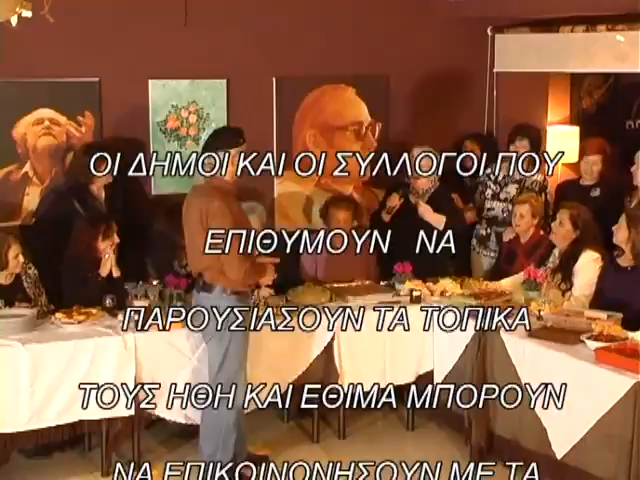 ΟΙ ΔΗΜΟΙ ΚΑΙ ΟΙ ΣΥΛΛΟΓΟΙ ΠΟΥ
ΕΠΙΘΥΜΟΥΝ ΝΑ
ΠΑΡΟΥΣΙΑΣΟΥΝ ΤΑ ΤΟΠΙΚΑ
ΤΟΥΣ ΗΘΗ ΚΑΙ ΕΘΙΜΑ ΜΠΟΡΟΥΝ
ΝΑ ΕΠΙΚΟΙΝΩΝΗΣΟΥΝ ΜΕ ΤΑ